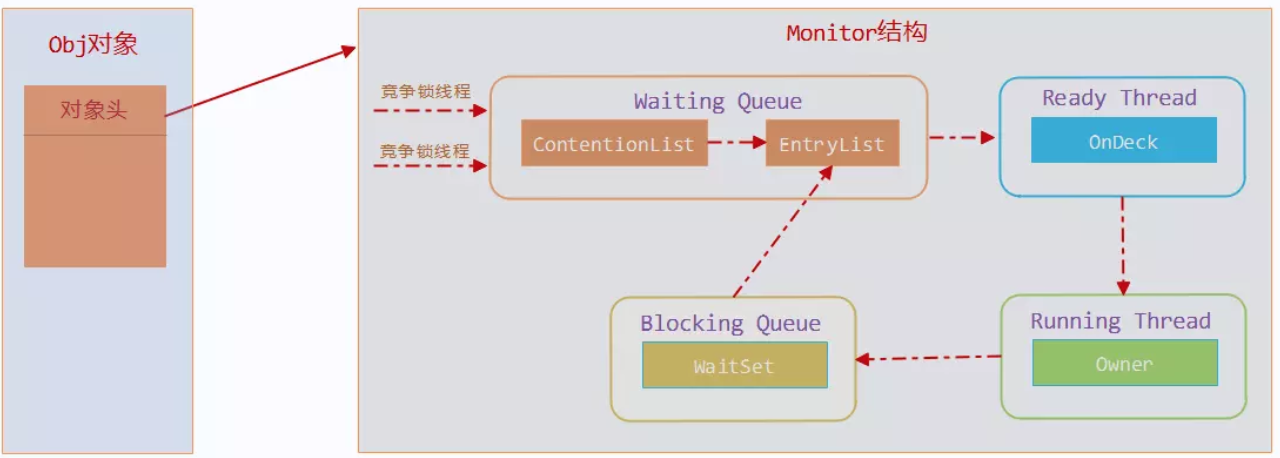 Obj对象
对象头
Monitor结构
竞争锁线程
竞争锁线程
Waiting Queue
ContentionList
EntryList
Ready Thread
OnDeck
Blocking Queue
WaitSet
Running Thread
Owner